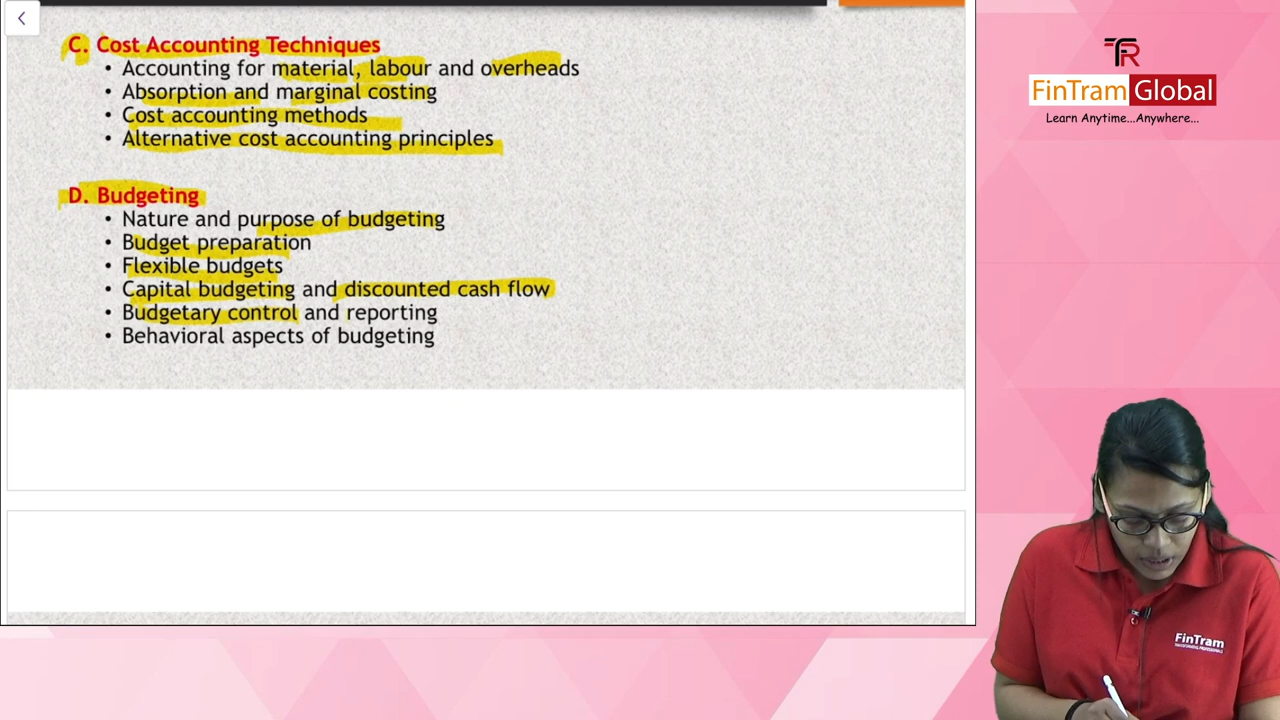 C. Cost Accounting Techniques
• Accounting for material, labour and overheads
• Absorption and marginal costing
• Cost accounting methods
• Alternative cost accounting principles
D. Budgeting
• Nature and purpose of budgeting
• Budget preparation
• Flexible budgets
• Capital budgeting and discounted cash flow
• Budgetary control and reporting
• Behavioral aspects of budgeting
FinTram Global
Learn Anytime...Anywhere...
FinTram